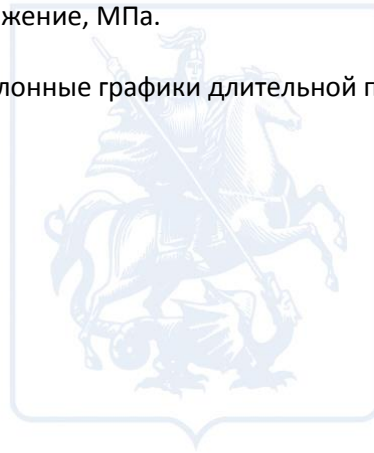 жение, МПа.
лонные графики длительной п